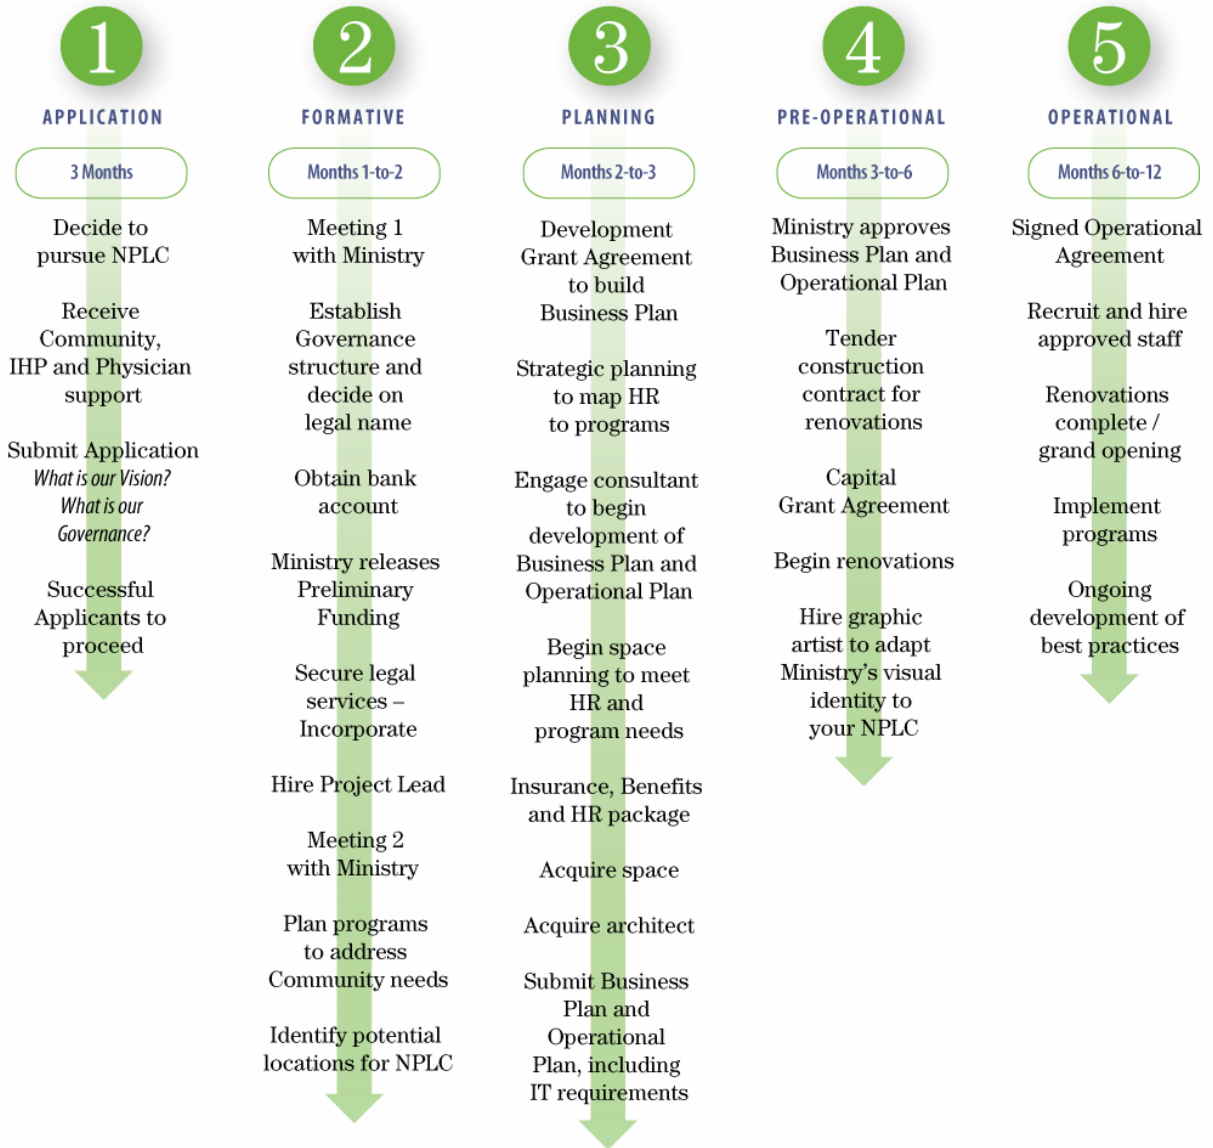 1
APPLICATION
3 Months
Decide to
pursue NPLC
Receive
Community,
IHP and Physician
support
Submit Application
What is our Vision?
What is our
Governance?
Successful
Applicants to
proceed
2
FORMATIVE
Months 1-to-2
Meeting 1
with Ministry
Establish
Governance
structure and
decide on
legal name
Obtain bank
account
Ministry releases
Preliminary
Funding
Secure legal
services –
Incorporate
Hire Project Lead
Meeting 2
with Ministry
Plan programs
to address
Community needs
Identify potential
locations for NPLC
3
PLANNING
Months 2-to-3
Development
Grant Agreement
to build
Business Plan
Strategic planning
to map HR
to programs
Engage consultant
to begin
development of
Business Plan and
Operational Plan
Begin space
planning to meet
HR and
program needs
Insurance, Benefits
and HR package
Acquire space
Acquire architect
Submit Business
Plan and
Operational
Plan, including
IT requirements
4
PRE-OPERATIONAL
Months 3-to-6
Ministry approves
Business Plan and
Operational Plan
Tender
construction
contract for
renovations
Capital
Grant Agreement
Begin renovations
Hire graphic
artist to adapt
Ministry’s visual
identity to
your NPLC
5
OPERATIONAL
Months 6-to-12
Signed Operational
Agreement
Recruit and hire
approved staff
Renovations
complete /
grand opening
Implement
programs
Ongoing
development of
best practices